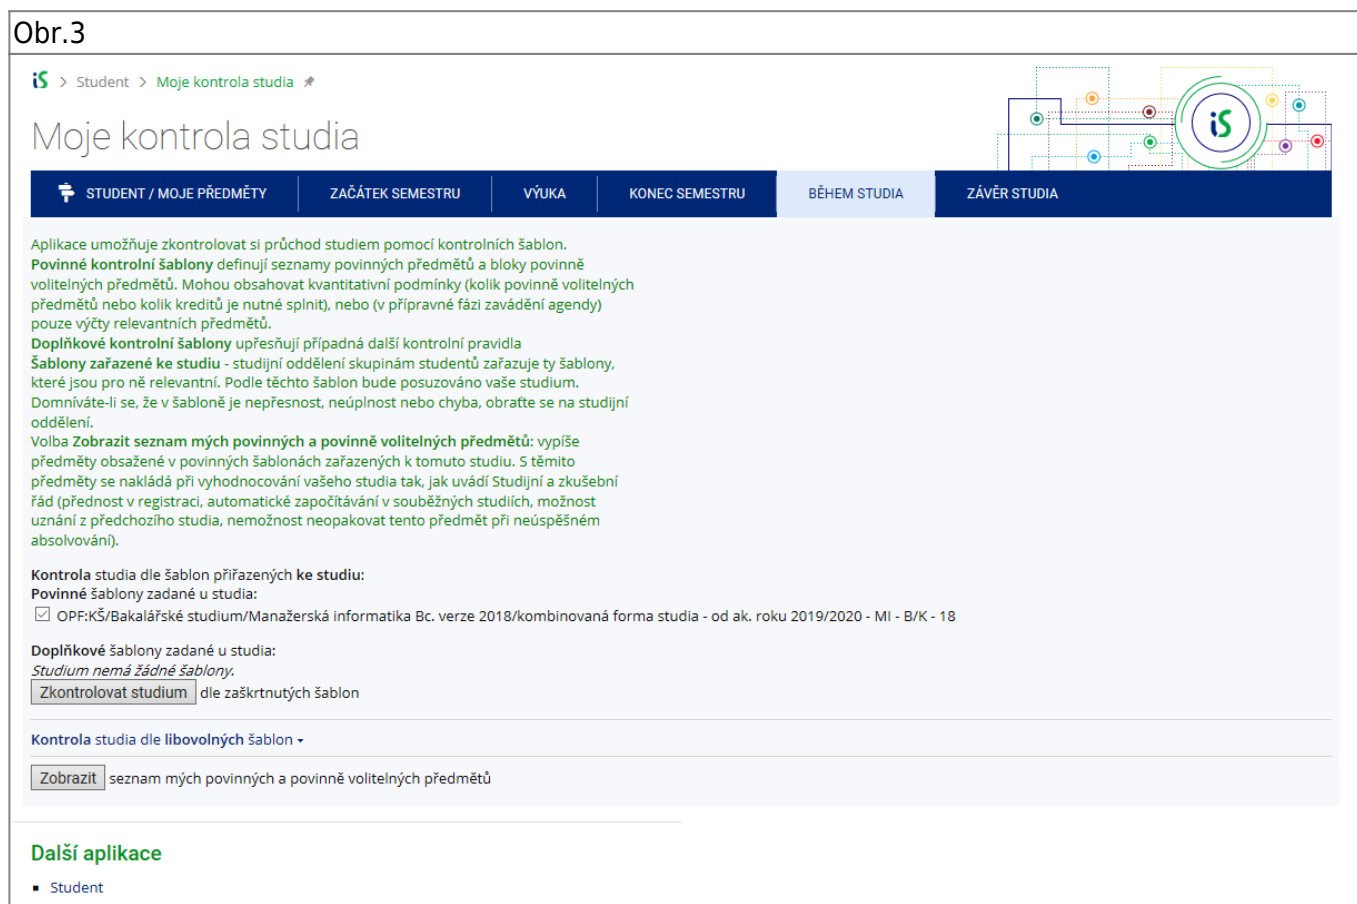 Obr.3
iS > Student > Moje kontrola studia
Moje kontrola studia
iS
STUDENT / MOJE PŘEDMĚTY ZAČÁTEK SEMESTRU VÝUKA KONEC SEMESTRU BĚHEM STUDIA ZÁVĚR STUDIA
Aplikace umožňuje zkontrolovat si průchod studiem pomocí kontrolních šablon.
Povinné kontrolní šablony definují seznamy povinných předmětů a bloky povinně
volitelných předmětů. Mohou obsahovat kvantitativní podmínky (kolik povinně volitelných
předmětů nebo kolik kreditů je nutné splnit), nebo (v přípravné fázi zavádění agendy)
pouze výčty relevantních předmětů.
Doplňkové kontrolní šablony upřesňují případná další kontrolní pravidla
Šablony zařazené ke studiu - studijní oddělení skupinám studentů zařazuje ty šablony,
které jsou pro ně relevantní. Podle těchto šablon bude posuzováno vaše studium.
Domníváte-li se, že v šabloně je nepřesnost, neúplnost nebo chyba, obraťte se na studijní
oddělení.
Volba Zobrazit seznam mých povinných a povinně volitelných předmětů: vypíše
předměty obsažené v povinných šablonách zařazených k tomuto studiu. S těmito
předměty se nakládá při vyhodnocování vašeho studia tak, jak uvádí Studijní a zkušební
řád (přednost v registraci, automatické započítávání v souběžných studiích, možnost
uznání z předchozího studia, nemožnost neopakovat tento předmět při neúspěšném
absolvování).
Kontrola studia dle šablon přiřazených ke studiu:
Povinné šablony zadané u studia:
OPF:KŠ/Bakalářské studium/Manažerská informatika Bc. verze 2018/kombinovaná forma studia - od ak. roku 2019/2020 - MI - B/K - 18
Doplňkové šablony zadané u studia:
Studium nemá žádné šablony.
Zkontrolovat studium dle zaškrtnutých šablon
Kontrola studia dle libovolných šablon
Zobrazit seznam mých povinných a povinně volitelných předmětů
Další aplikace
Student